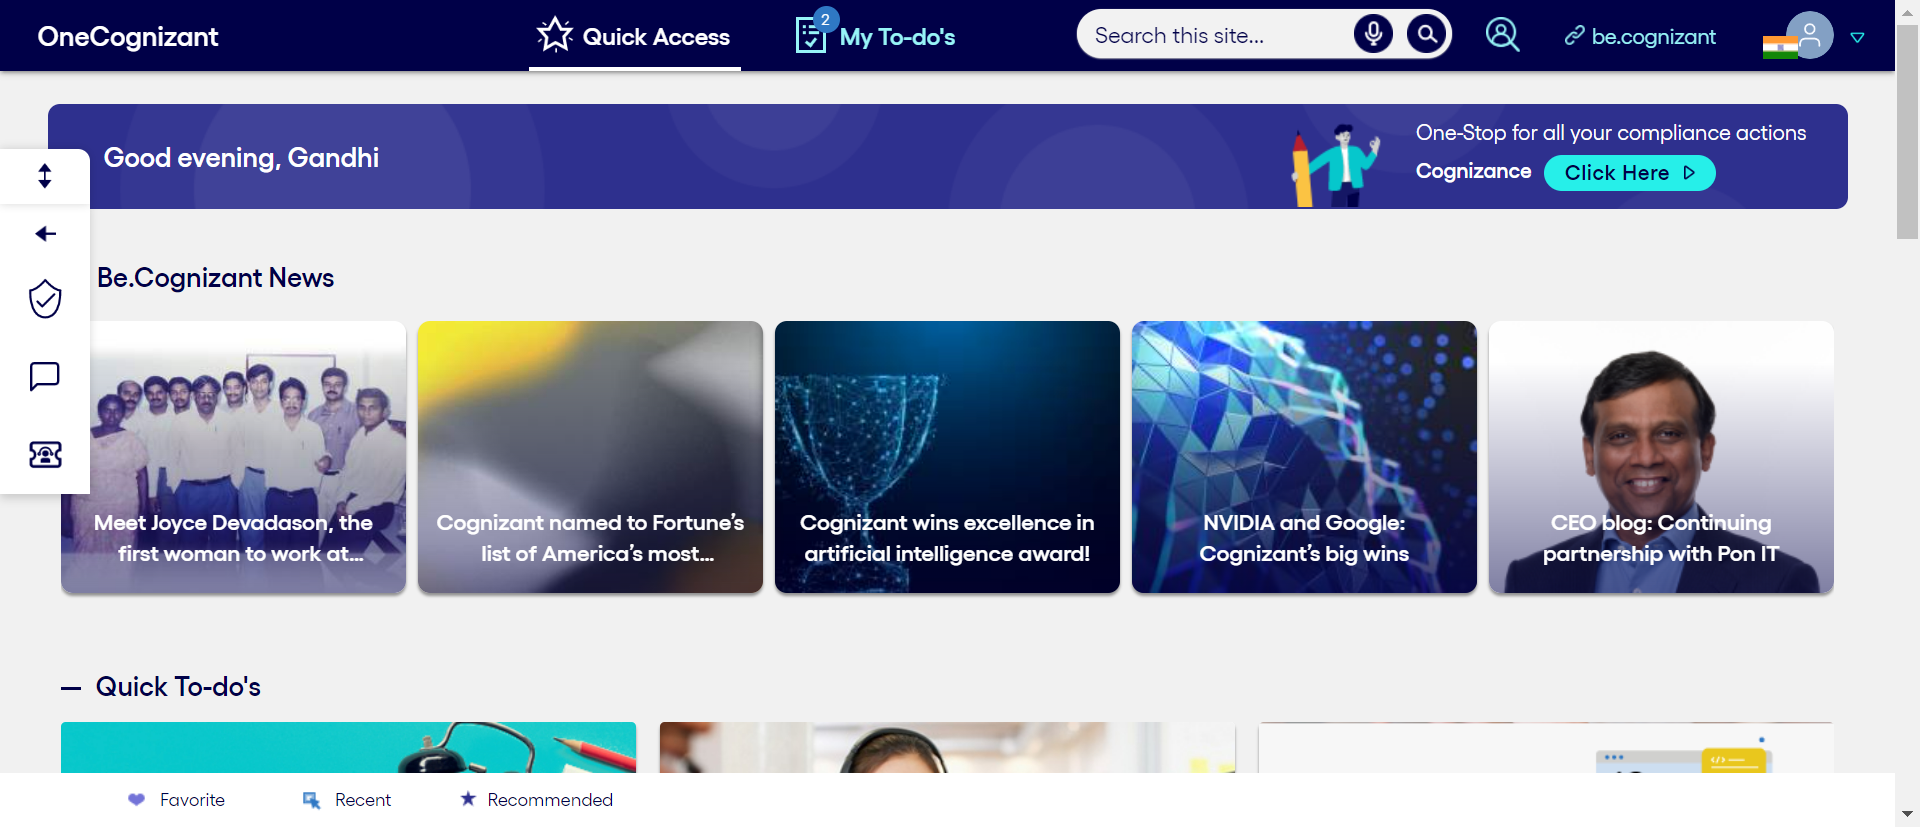 OneCognizant
Quick Access
2
My To-do's
Search this site...
be.cognizant
Good evening, Gandhi
One-Stop for all your compliance actions
Cognizance
Click Here
Be.Cognizant News
Meet Joyce Devadason, the
first woman to work at...
Cognizant named to Fortune’s
list of America’s most...
Cognizant wins excellence in
artificial intelligence award!
NVIDIA and Google:
Cognizant’s big wins
CEO blog: Continuing
partnership with Pon IT
Quick To-do's
Favorite
Recent
Recommended